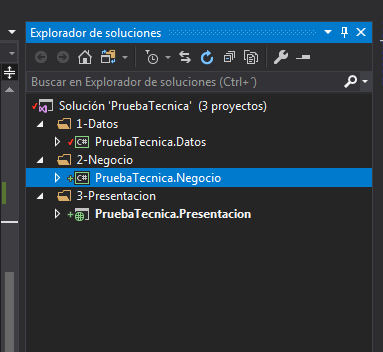 Explorador de soluciones
Buscar en Explorador de soluciones (Ctrl+´)
Solución 'PruebaTecnica' (3 proyectos)
1-Datos
C# PruebaTecnica.Datos
2-Negocio
C# PruebaTecnica.Negocio
3-Presentacion
PruebaTecnica.Presentacion